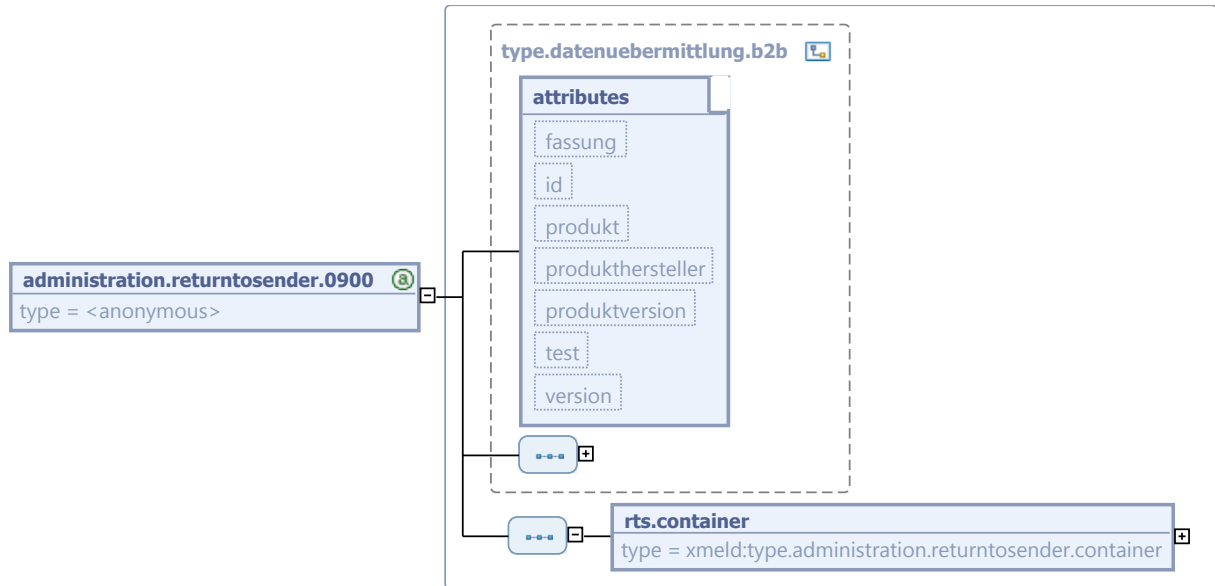 type.datenuebermittlung.b2b
attributes
fassung
id
produkt
produkthersteller
produktversion
test
version
administration.returntosender.0900 a
type = <anonymous>
rts.container
type = xmeld:type.administration.returntosender.container